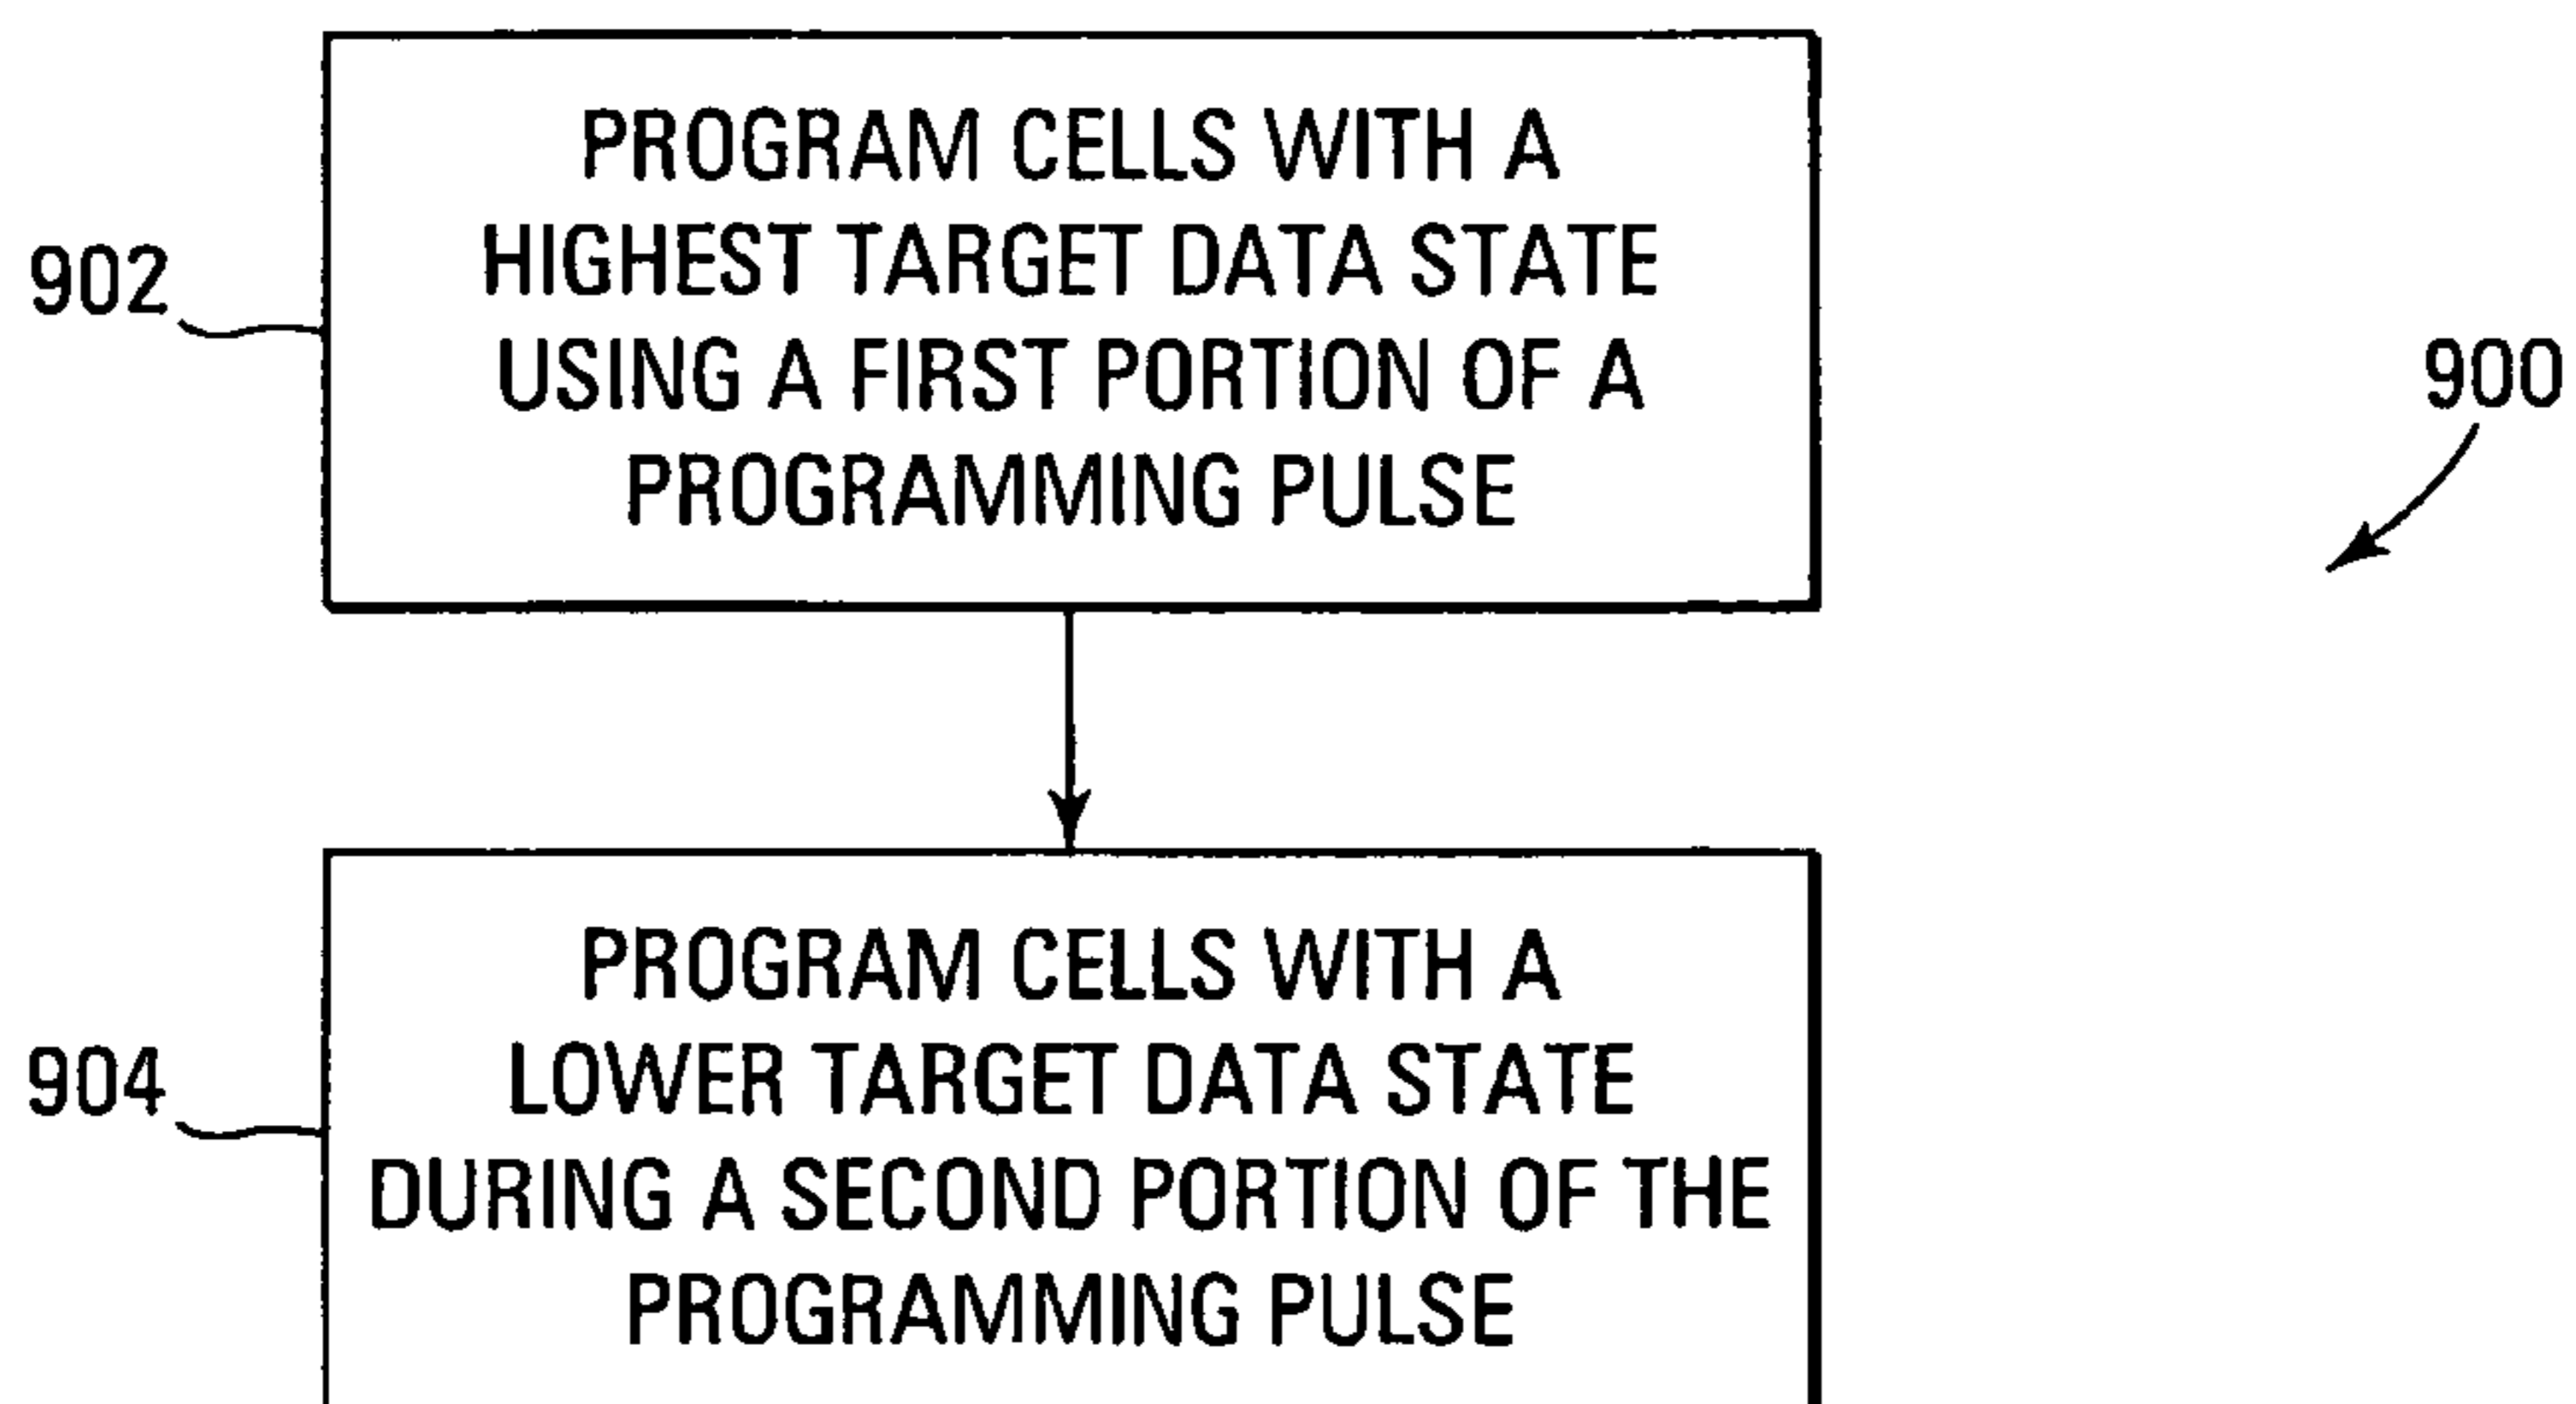 PROGRAM CELLS WITH A
HIGHEST TARGET DATA STATE
USING A FIRST PORTION OF A
PROGRAMMING PULSE
902
900
PROGRAM CELLS WITH A
LOWER TARGET DATA STATE
DURING A SECOND PORTION OF THE
PROGRAMMING PULSE
904